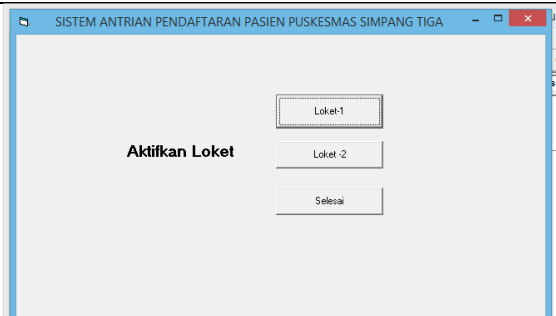 SISTEM ANTRIAN PENDAFTARAN PASIEN PUSKESMAS SIMPANG TIGA
Loket-1
Aktifkan Loket
Loket -2
Selesai